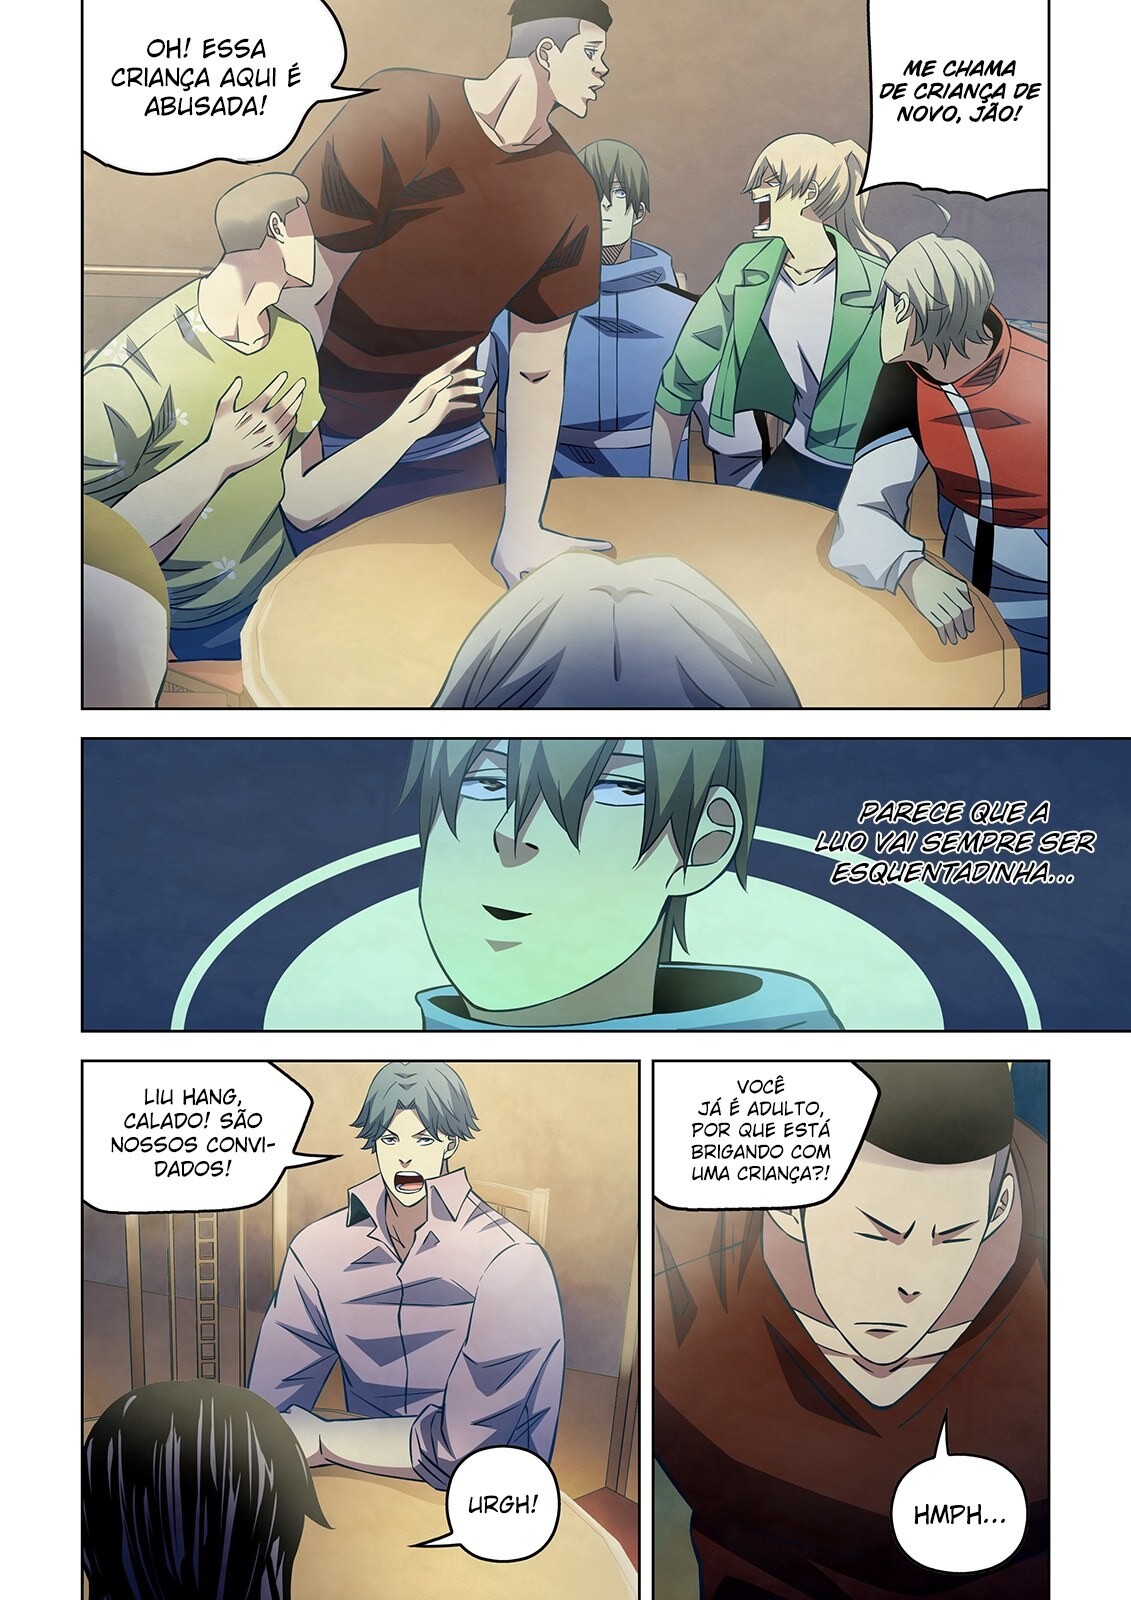 OH! ESSA
CRIANÇA AQUI É
ABUSADA!
ME CHAMA
DE CRIANÇA DE
NOVO, JÃO!
PARECE QUE A
LUO VAI SEMPRE SER
ESQUENTADINHA...
LIU HANG,
CALADO! SÃO
NOSSOS CONVI-
DADOS!
VOCÊ
JÁ É ADULTO,
POR QUE ESTÁ
BRIGANDO COM
UMA CRIANÇA?!
URGH!
HMPH...